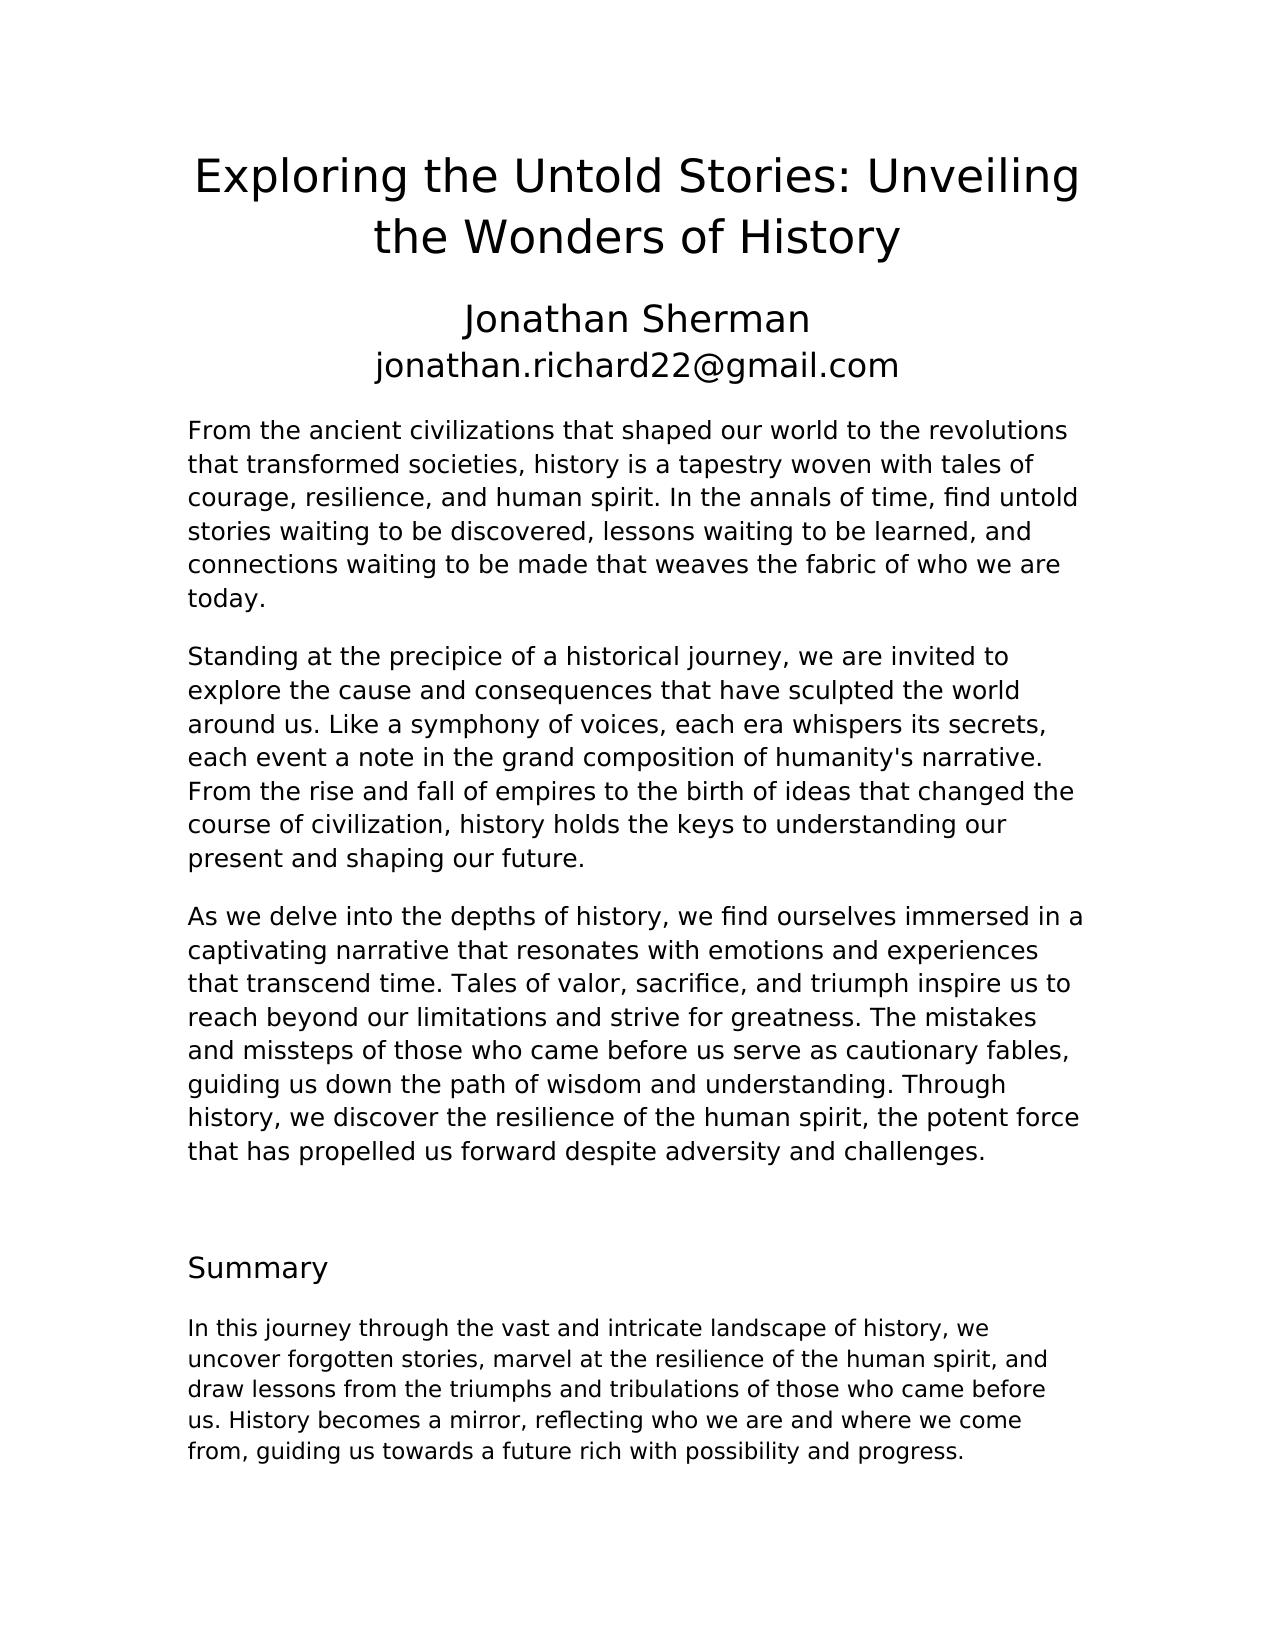 Exploring the Untold Stories: Unveiling
the Wonders of History
Jonathan Sherman
jonathan.richard22@gmail.com
From the ancient civilizations that shaped our world to the revolutions
that transformed societies, history is a tapestry woven with tales of
courage, resilience, and human spirit. In the annals of time, find untold
stories waiting to be discovered, lessons waiting to be learned, and
connections waiting to be made that weaves the fabric of who we are
today.
Standing at the precipice of a historical journey, we are invited to
explore the cause and consequences that have sculpted the world
around us. Like a symphony of voices, each era whispers its secrets,
each event a note in the grand composition of humanity's narrative.
From the rise and fall of empires to the birth of ideas that changed the
course of civilization, history holds the keys to understanding our
present and shaping our future.
As we delve into the depths of history, we find ourselves immersed in a
captivating narrative that resonates with emotions and experiences
that transcend time. Tales of valor, sacrifice, and triumph inspire us to
reach beyond our limitations and strive for greatness. The mistakes
and missteps of those who came before us serve as cautionary fables,
guiding us down the path of wisdom and understanding. Through
history, we discover the resilience of the human spirit, the potent force
that has propelled us forward despite adversity and challenges.
Summary
In this journey through the vast and intricate landscape of history, we
uncover forgotten stories, marvel at the resilience of the human spirit, and
draw lessons from the triumphs and tribulations of those who came before
us. History becomes a mirror, reflecting who we are and where we come
from, guiding us towards a future rich with possibility and progress.